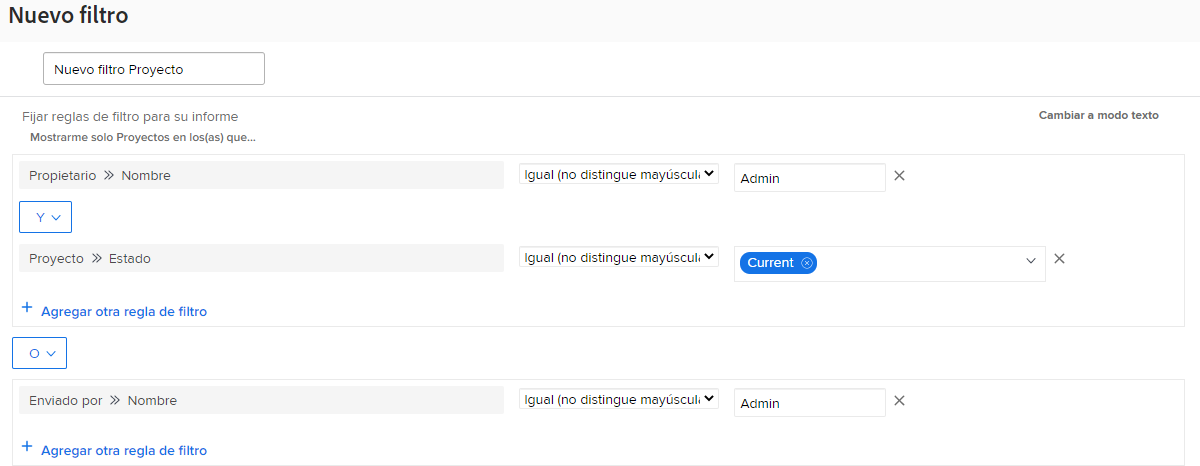 Nuevo filtro
Nuevo filtro Proyecto
Fijar reglas de filtro para su informe
Cambiar a modo texto
Mostrarme solo Proyectos en los(as) que...
Propietario » Nombre Igual (no distingue mayúscul Admin
Y
Proyecto » Estado Igual (no distingue mayúscul Current
+ Agregar otra regla de filtro
O
Enviado por » Nombre Igual (no distingue mayúscul Admin
+ Agregar otra regla de filtro